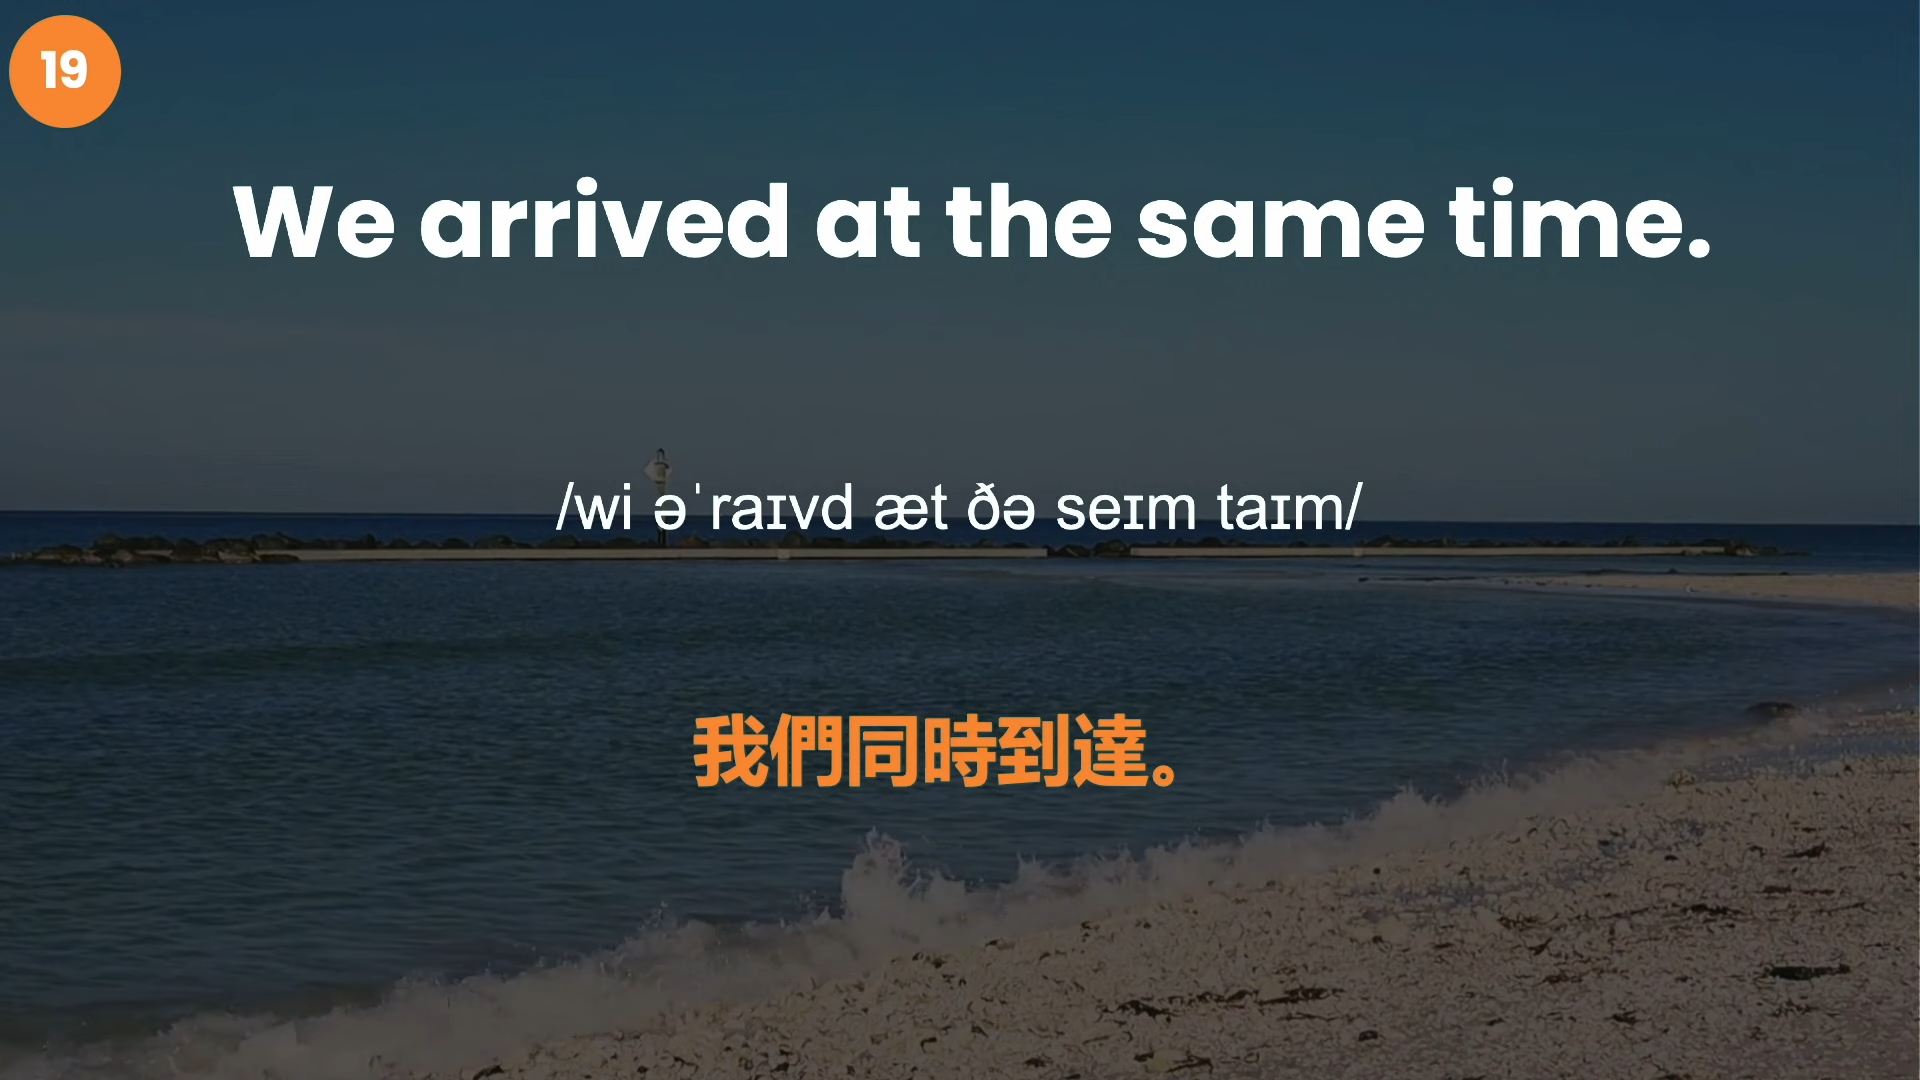 19
We arrived at the same time.
/wi əˈraɪvd æt ðə seɪm taɪm/
我們同時到達。